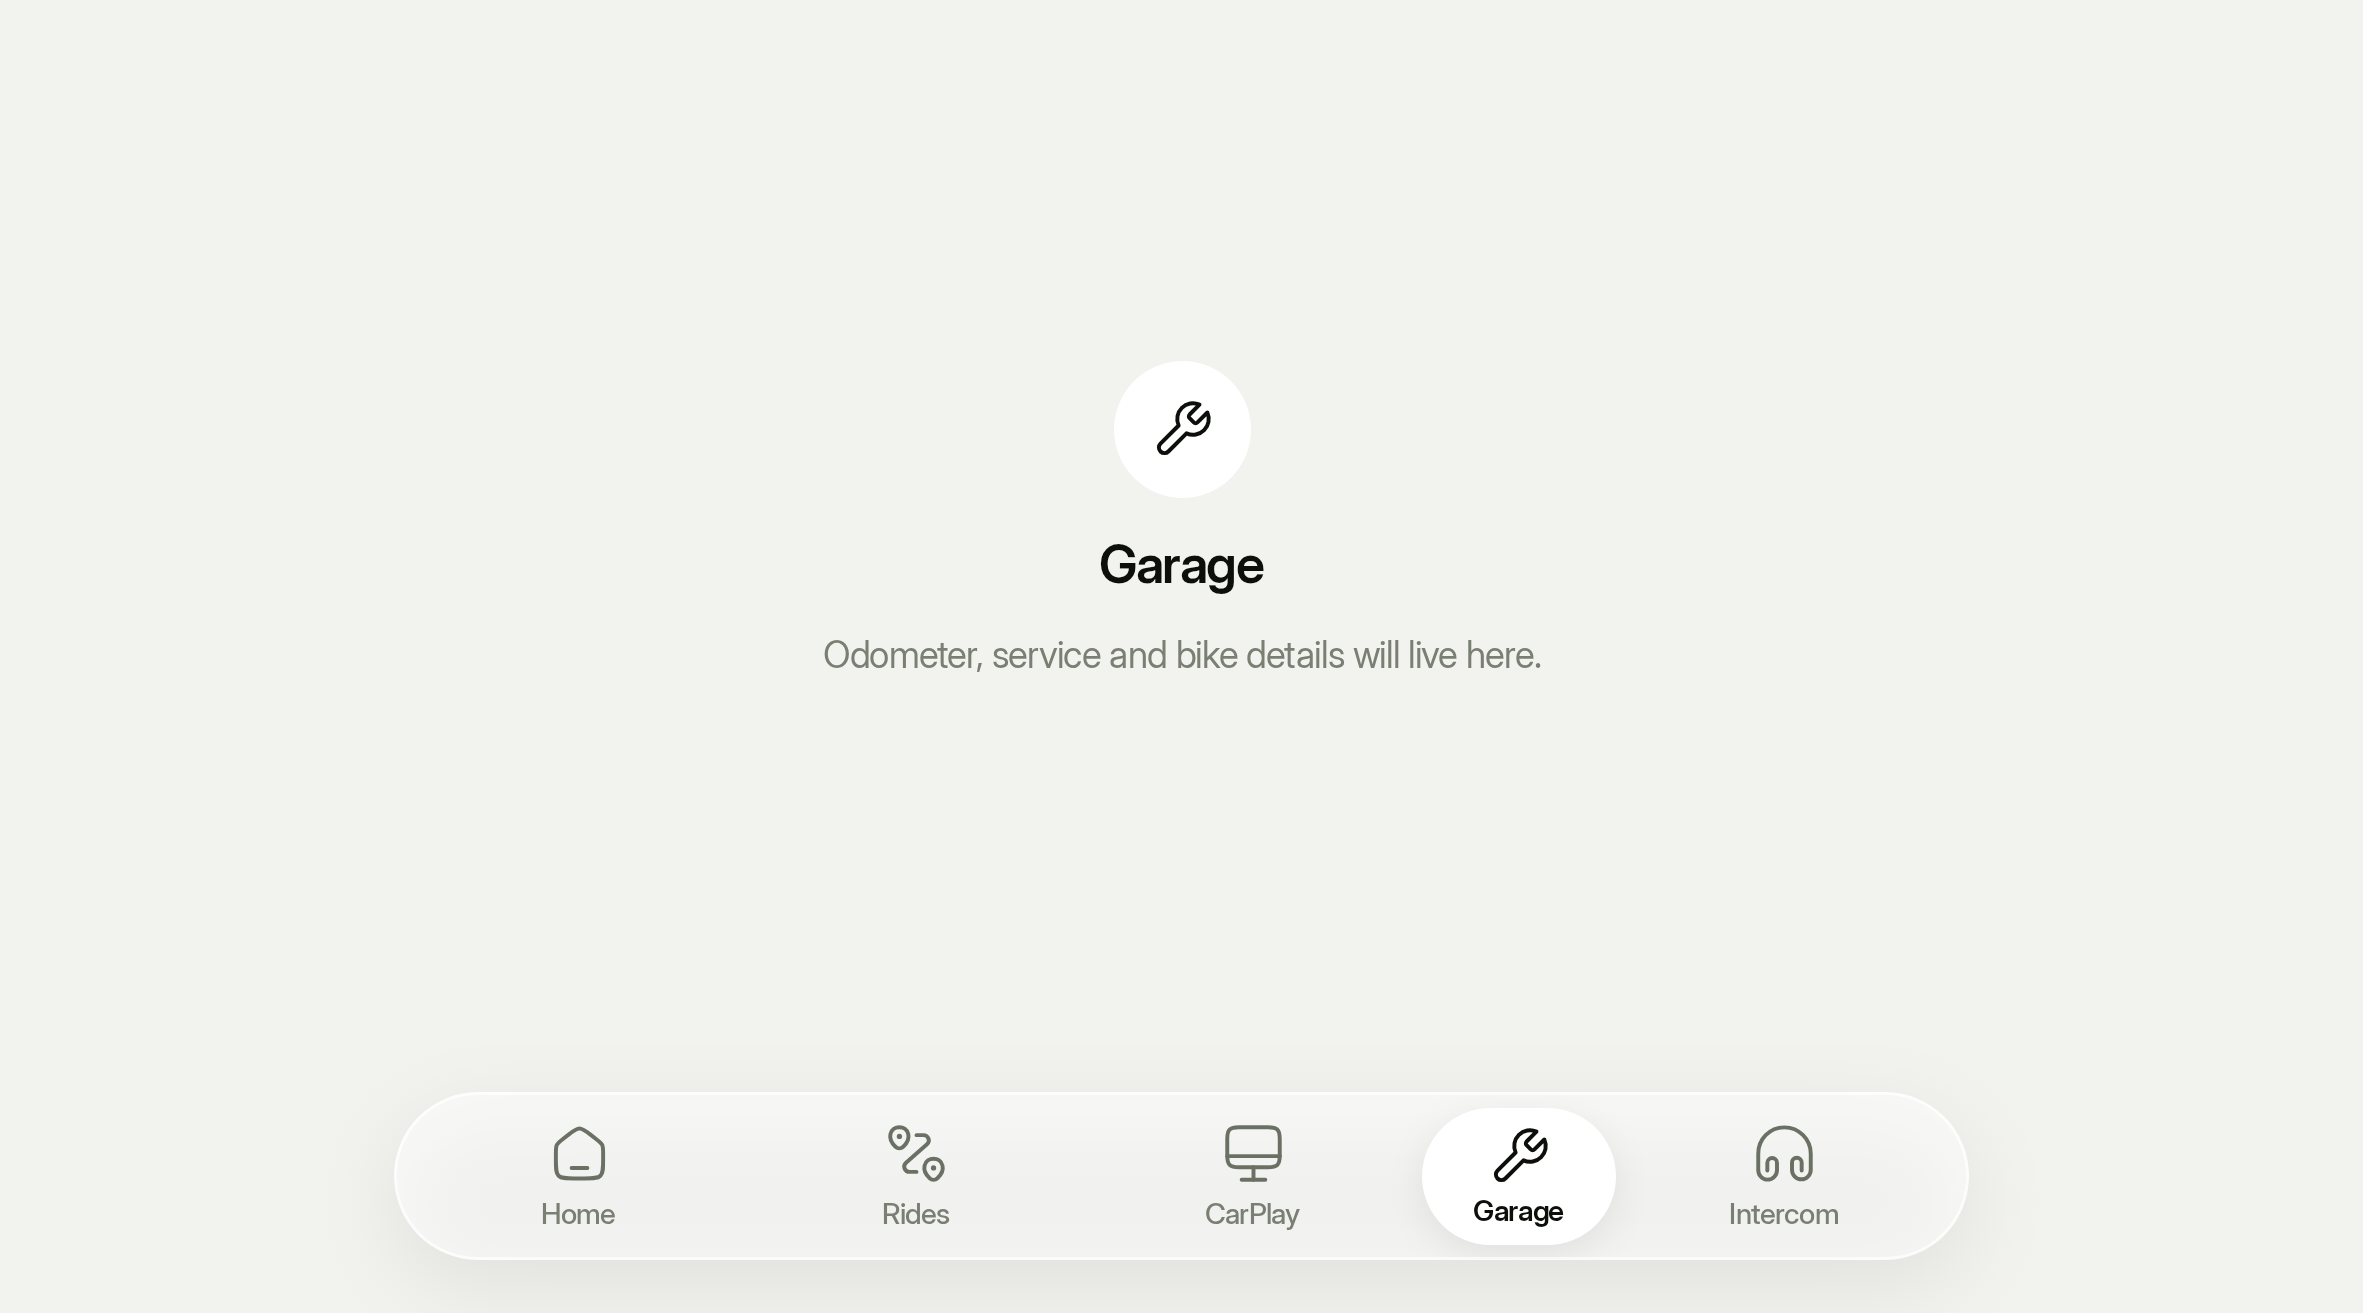 Garage
Odometer, service and bike details will live here.
Home
Rides
CarPlay
Garage
Intercom